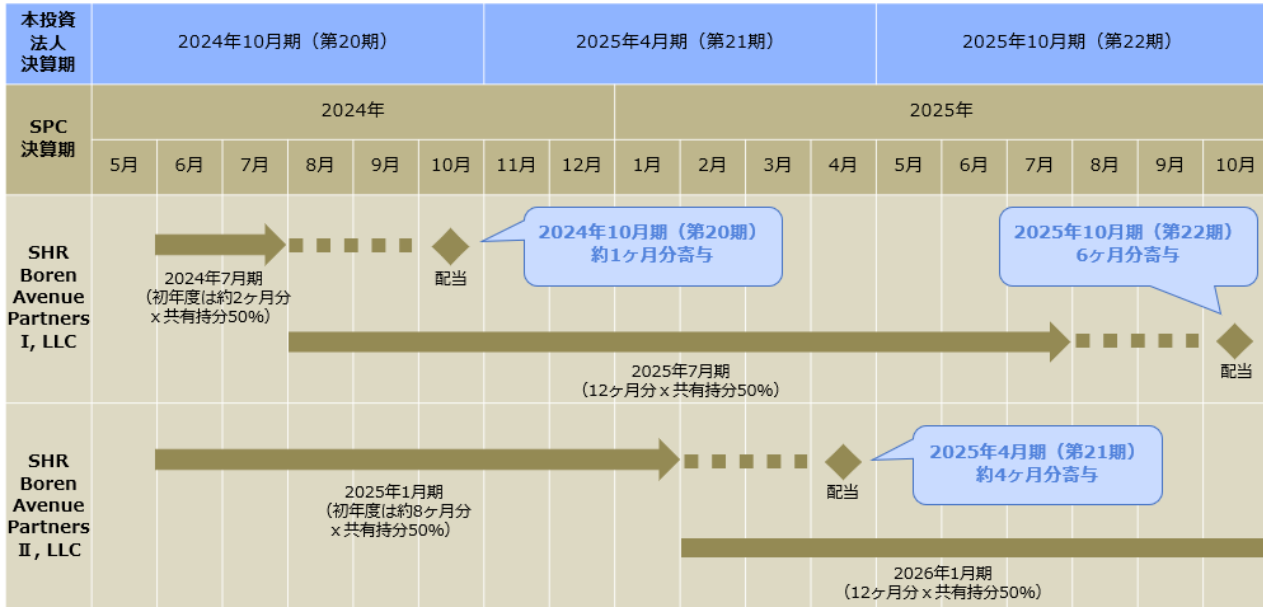 本投資
法人
決算期
2024年10月期（第20期）
2025年4月期（第21期）
2025年10月期（第22期）
SPC
決算期
2024年
2025年
5月
6月
7月
8月
9月
10月
11月
12月
1月
2月
3月
4月
5月
6月
7月
8月
9月
10月
SHR
Boren
Avenue
Partners
I, LLC
2024年7月期
（初年度は約2ヶ月分
x共有持分50%）
配当
2024年10月期（第20期）
約1ヶ月分寄与
2025年10月期（第22期）
6ヶ月分寄与
2025年7月期
（12ヶ月分x共有持分50%）
配当
SHR
Boren
Avenue
Partners
Ⅱ, LLC
2025年1月期
（初年度は約8ヶ月分
x共有持分50%）
配当
2025年4月期（第21期）
約4ヶ月分寄与
2026年1月期
（12ヶ月分x共有持分50%）